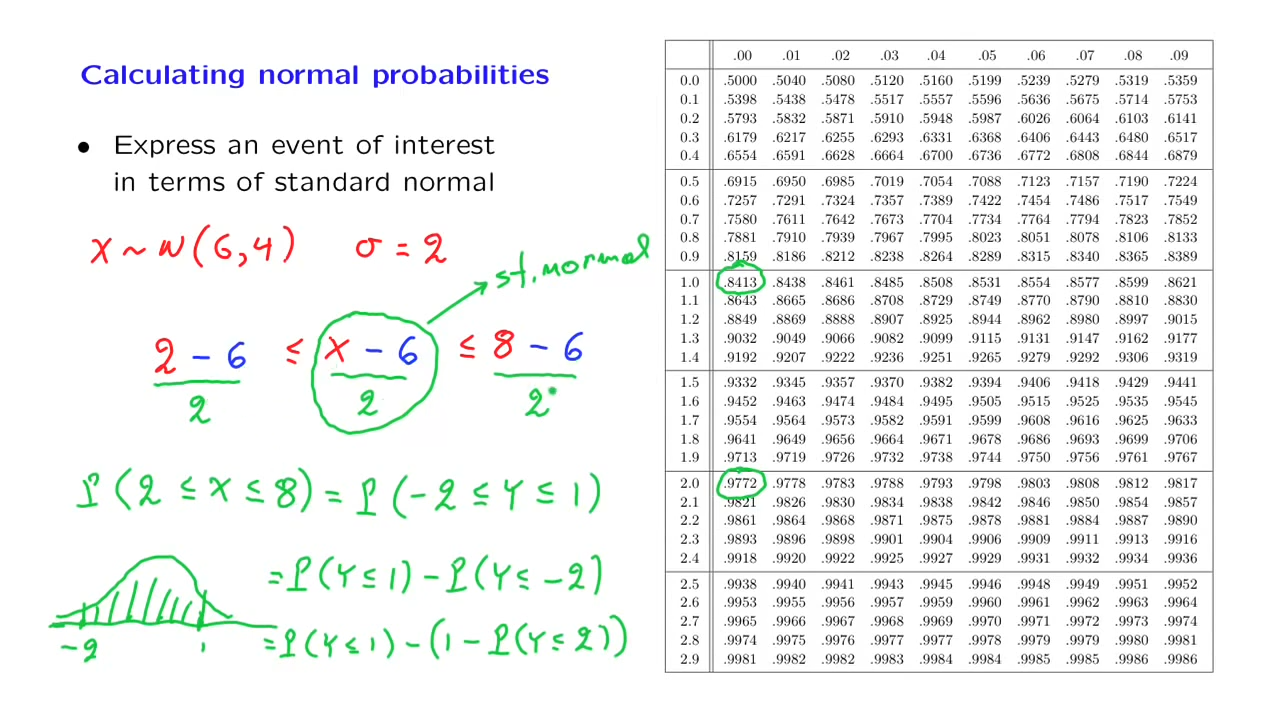 Calculating normal probabilities
• Express an event of interest
in terms of standard normal
X ~ N(6,4) σ = 2
st. normal
2 - 6 ≤ X - 6 ≤ 8 - 6
2 2 2
P(2 ≤ X ≤ 8) = P(-2 ≤ Y ≤ 1)
= P(Y ≤ 1) - P(Y ≤ -2)
= P(Y ≤ 1) - (1 - P(Y ≤ 2))
-2 1
.00 .01 .02 .03 .04 .05 .06 .07 .08 .09
0.0 .5000 .5040 .5080 .5120 .5160 .5199 .5239 .5279 .5319 .5359
0.1 .5398 .5438 .5478 .5517 .5557 .5596 .5636 .5675 .5714 .5753
0.2 .5793 .5832 .5871 .5910 .5948 .5987 .6026 .6064 .6103 .6141
0.3 .6179 .6217 .6255 .6293 .6331 .6368 .6406 .6443 .6480 .6517
0.4 .6554 .6591 .6628 .6664 .6700 .6736 .6772 .6808 .6844 .6879
0.5 .6915 .6950 .6985 .7019 .7054 .7088 .7123 .7157 .7190 .7224
0.6 .7257 .7291 .7324 .7357 .7389 .7422 .7454 .7486 .7517 .7549
0.7 .7580 .7611 .7642 .7673 .7704 .7734 .7764 .7794 .7823 .7852
0.8 .7881 .7910 .7939 .7967 .7995 .8023 .8051 .8078 .8106 .8133
0.9 .8159 .8186 .8212 .8238 .8264 .8289 .8315 .8340 .8365 .8389
1.0 .8413 .8438 .8461 .8485 .8508 .8531 .8554 .8577 .8599 .8621
1.1 .8643 .8665 .8686 .8708 .8729 .8749 .8770 .8790 .8810 .8830
1.2 .8849 .8869 .8888 .8907 .8925 .8944 .8962 .8980 .8997 .9015
1.3 .9032 .9049 .9066 .9082 .9099 .9115 .9131 .9147 .9162 .9177
1.4 .9192 .9207 .9222 .9236 .9251 .9265 .9279 .9292 .9306 .9319
1.5 .9332 .9345 .9357 .9370 .9382 .9394 .9406 .9418 .9429 .9441
1.6 .9452 .9463 .9474 .9484 .9495 .9505 .9515 .9525 .9535 .9545
1.7 .9554 .9564 .9573 .9582 .9591 .9599 .9608 .9616 .9625 .9633
1.8 .9641 .9649 .9656 .9664 .9671 .9678 .9686 .9693 .9699 .9706
1.9 .9713 .9719 .9726 .9732 .9738 .9744 .9750 .9756 .9761 .9767
2.0 .9772 .9778 .9783 .9788 .9793 .9798 .9803 .9808 .9812 .9817
2.1 .9821 .9826 .9830 .9834 .9838 .9842 .9846 .9850 .9854 .9857
2.2 .9861 .9864 .9868 .9871 .9875 .9878 .9881 .9884 .9887 .9890
2.3 .9893 .9896 .9898 .9901 .9904 .9906 .9909 .9911 .9913 .9916
2.4 .9918 .9920 .9922 .9925 .9927 .9929 .9931 .9932 .9934 .9936
2.5 .038 .9940 .9941 .9943 .9945 .9946 .9948 .9949 .9951 .9952
2.6 .9953 .9955 .9956 .9957 .9959 .9960 .9961 .9962 .9963 .9964
2.7 .9965 .9966 .9967 .9968 .9969 .9970 .9971 .9972 .9973 .9974
2.8 .9974 .9975 .9976 .9977 .9977 .9978 .9979 .9979 .9980 .9981
2.9 .9981 .9982 .9982 .9983 .9984 .9984 .9985 .9985 .9986 .9986